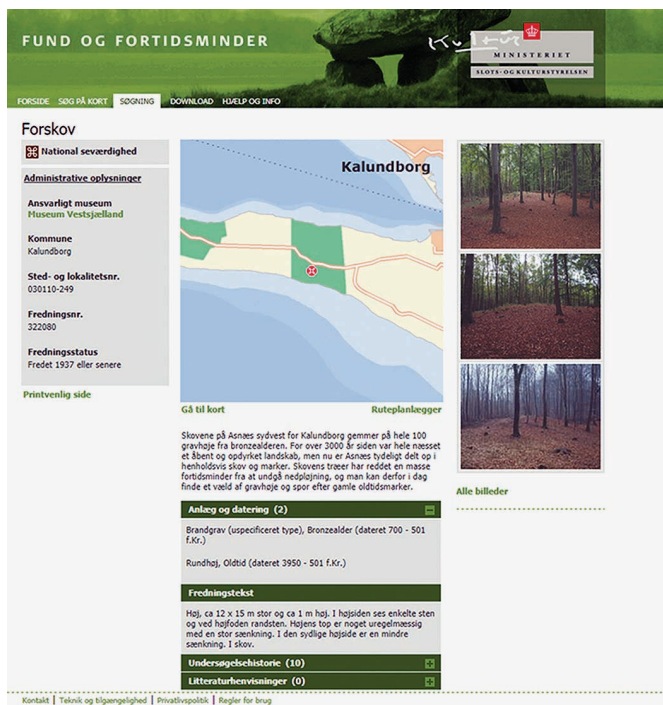 FUND OG FORTIDSMINDER
Kultur
MINISTERIET
SLOTS- OG KULTURSTYRELSEN
FORSIDE SØG PÅ KORT SØGNING DOWNLOAD HJÆLP OG INFO
Forskov
National seværdighed
Administrative oplysninger
Ansvarligt museum
Museum Vestsjælland
Kommune
Kalundborg
Sted- og lokalitetsnr.
030110-249
Fredningsnr.
322080
Fredningsstatus
Fredet 1937 eller senere
Printvenlig side
Kalundborg
Gå til kort Ruteplanlægger
Skovene på Asnæs sydvest for Kalundborg gemmer på hele 100
gravhøje fra bronzealderen. For over 3000 år siden var hele næsset
et åbent og opdyrket landskab, men nu er Asnæs tydeligt delt op i
henholdsvis skov og marker. Skovens træer har reddet en masse
fortidsminder fra at undgå nedpløjning, og man kan derfor i dag
finde et væld af gravhøje og spor efter gamle oldtidsmarker.
Anlæg og datering (2)
Brandgrav (uspecificeret type), Bronzealder (dateret 700 - 501
f.Kr.)
Rundhøj, Oldtid (dateret 3950 - 501 f.Kr.)
Fredningstekst
Høj, ca 12 x 15 m stor og ca 1 m høj. I højsiden ses enkelte sten
og ved højfoden randsten. Højens top er noget uregelmæssig
med en stor sænkning. I den sydlige højside er en mindre
sænkning. I skov.
Undersøgelsehistorie (10)
Litteraturhenvisninger (0)
Alle billeder
Kontakt | Teknik og tilgængelighed | Privatlivspolitik | Regler for brug